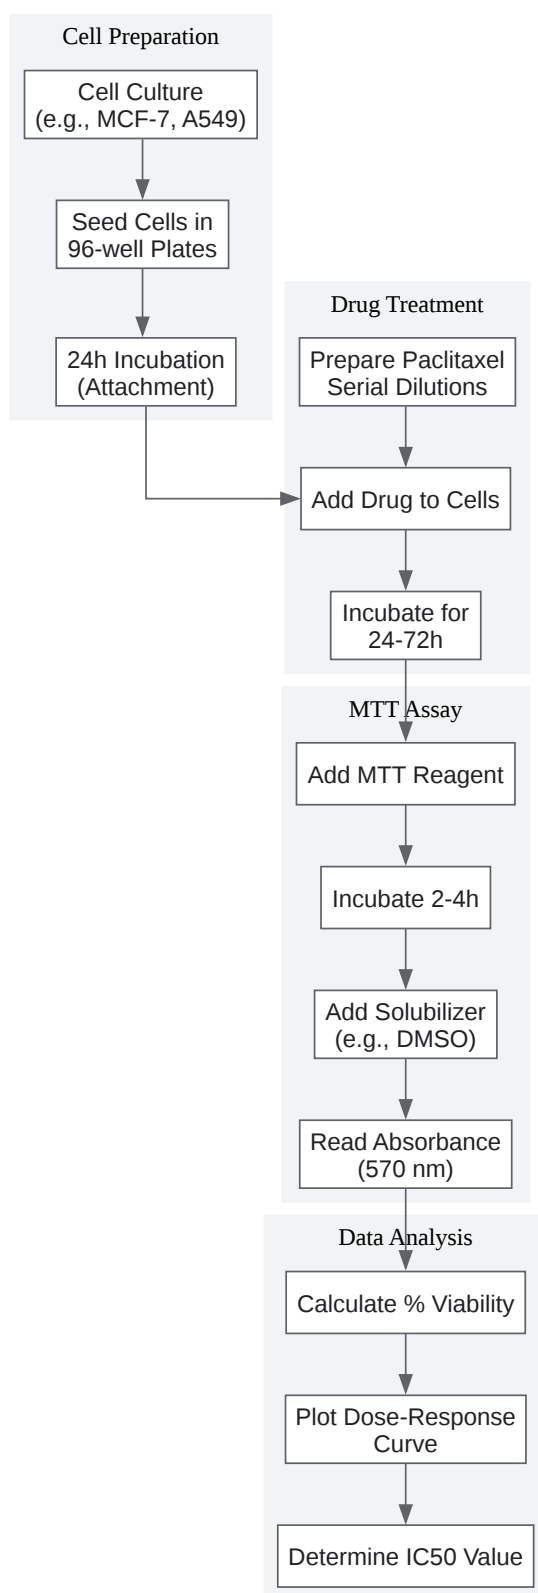 Cell Preparation
Cell Culture
(e.g., MCF-7, A549)
Seed Cells in
96-well Plates
24h Incubation
(Attachment)
Drug Treatment
Prepare Paclitaxel
Serial Dilutions
Add Drug to Cells
Incubate for
24-72h
MTT Assay
Add MTT Reagent
Incubate 2-4h
Add Solubilizer
(e.g., DMSO)
Read Absorbance
(570 nm)
Data Analysis
Calculate % Viability
Plot Dose-Response
Curve
Determine IC50 Value